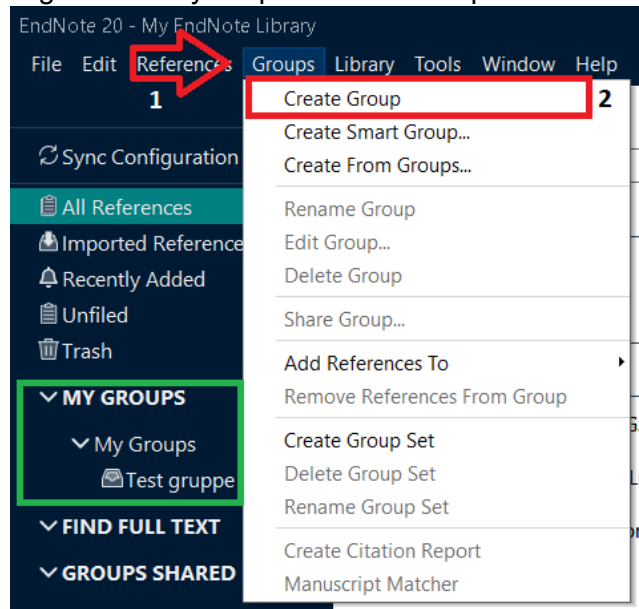 EndNote 20 - My EndNote Library
File Edit References Groups Library Tools Window Help
1
Create Group
2
Create Smart Group...
Create From Groups...
Rename Group
Edit Group...
Delete Group
Share Group...
Add References To
Remove References From Group
Create Group Set
Delete Group Set
Rename Group Set
Create Citation Report
Manuscript Matcher
Sync Configuration
All References
Imported Reference
Recently Added
Unfiled
Trash
MY GROUPS
My Groups
Test gruppe
FIND FULL TEXT
GROUPS SHARED